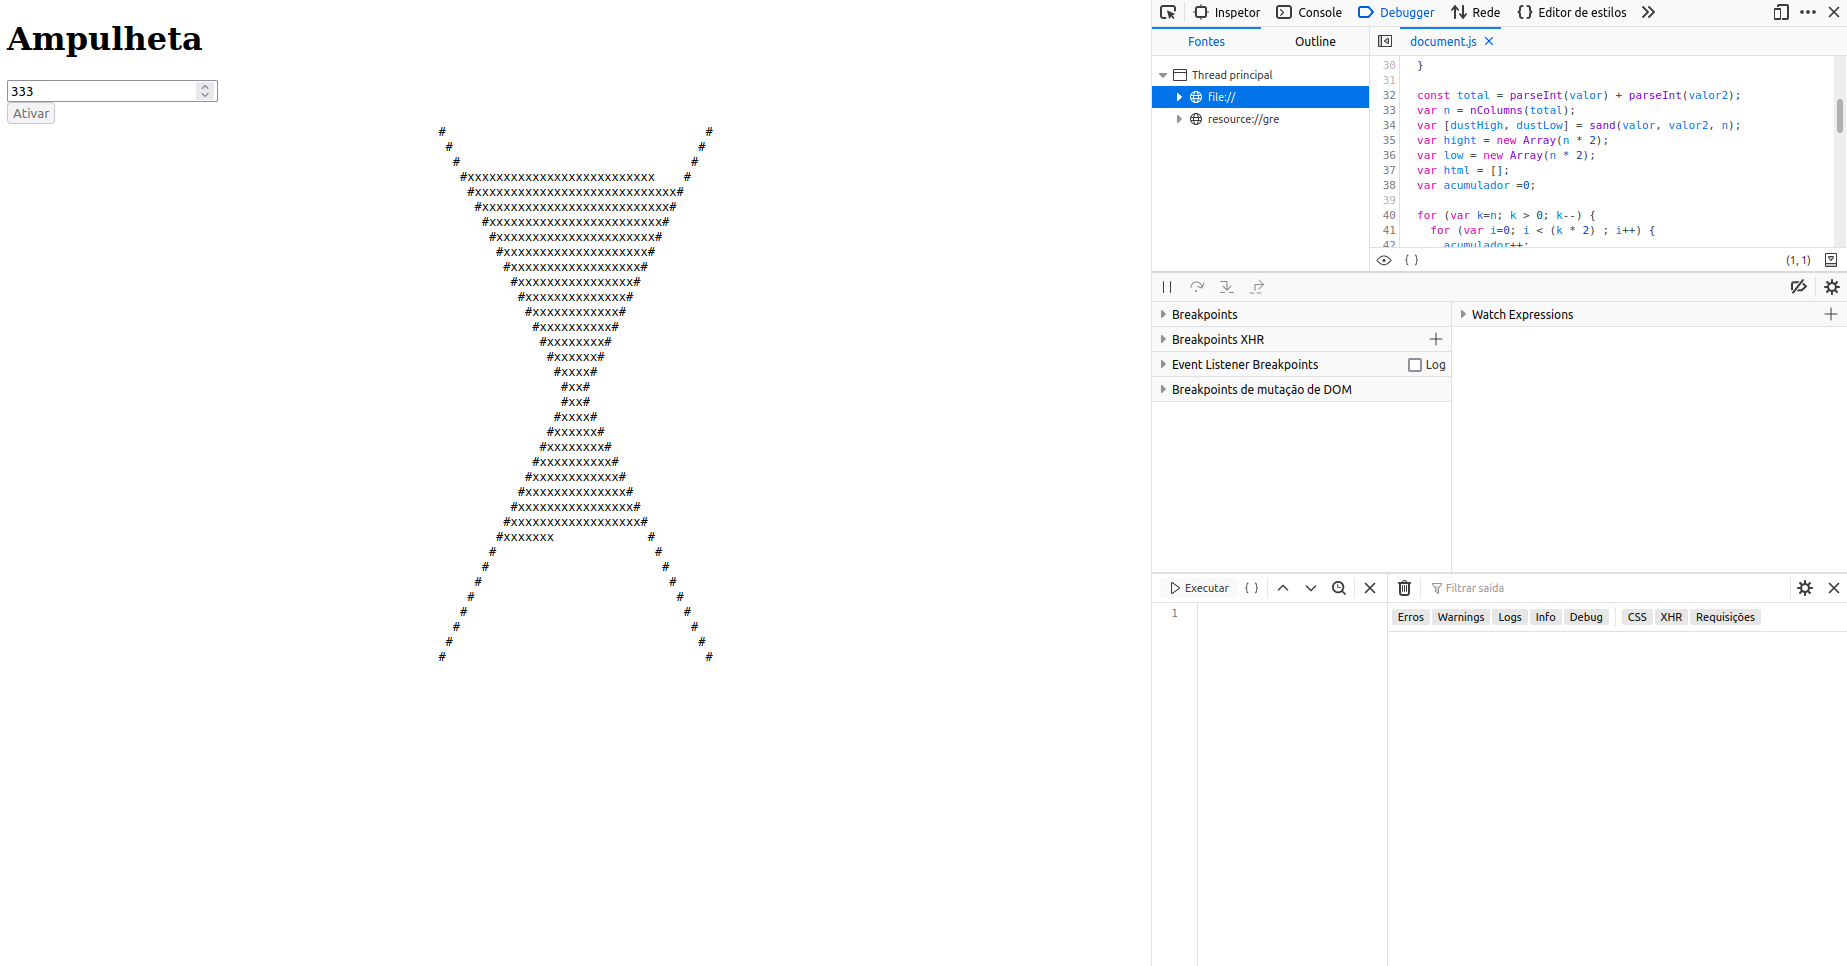 Ampulheta
333
Ativar
#                                    #
 #                                  #
  #                                #
   #xxxxxxxxxxxxxxxxxxxxxxxxxx    #
    #xxxxxxxxxxxxxxxxxxxxxxxxxxxx#
     #xxxxxxxxxxxxxxxxxxxxxxxxxx#
      #xxxxxxxxxxxxxxxxxxxxxxxx#
       #xxxxxxxxxxxxxxxxxxxxxx#
        #xxxxxxxxxxxxxxxxxxxx#
         #xxxxxxxxxxxxxxxxxx#
          #xxxxxxxxxxxxxxxx#
           #xxxxxxxxxxxxxx#
            #xxxxxxxxxxxx#
             #xxxxxxxxxx#
              #xxxxxxxx#
               #xxxxxx#
                #xxxx#
                 #xx#
                 #xx#
                #xxxx#
               #xxxxxx#
              #xxxxxxxx#
             #xxxxxxxxxx#
            #xxxxxxxxxxxx#
           #xxxxxxxxxxxxxx#
          #xxxxxxxxxxxxxxxx#
         #xxxxxxxxxxxxxxxxxx#
        #xxxxxxx             #
       #                      #
      #                        #
     #                          #
    #                            #
   #                              #
  #                                #
 #                                  #
#                                    #
Inspetor Console Debugger Rede {} Editor de estilos
Fontes Outline
Thread principal
file://
resource://gre
document.js
30 }
31
32 const total = parseInt(valor) + parseInt(valor2);
33 var n = nColumns(total);
34 var [dustHigh, dustLow] = sand(valor, valor2, n);
35 var hight = new Array(n * 2);
36 var low = new Array(n * 2);
37 var html = [];
38 var acumulador =0;
39
40 for (var k=n; k > 0; k--) {
41 for (var i=0; i < (k * 2) ; i++) {
42 acumulador++;
{ } (1, 1)
Breakpoints
Breakpoints XHR
Event Listener Breakpoints Log
Breakpoints de mutação de DOM
Watch Expressions
Executar { }
1
Filtrar saída
Erros Warnings Logs Info Debug CSS XHR Requisições